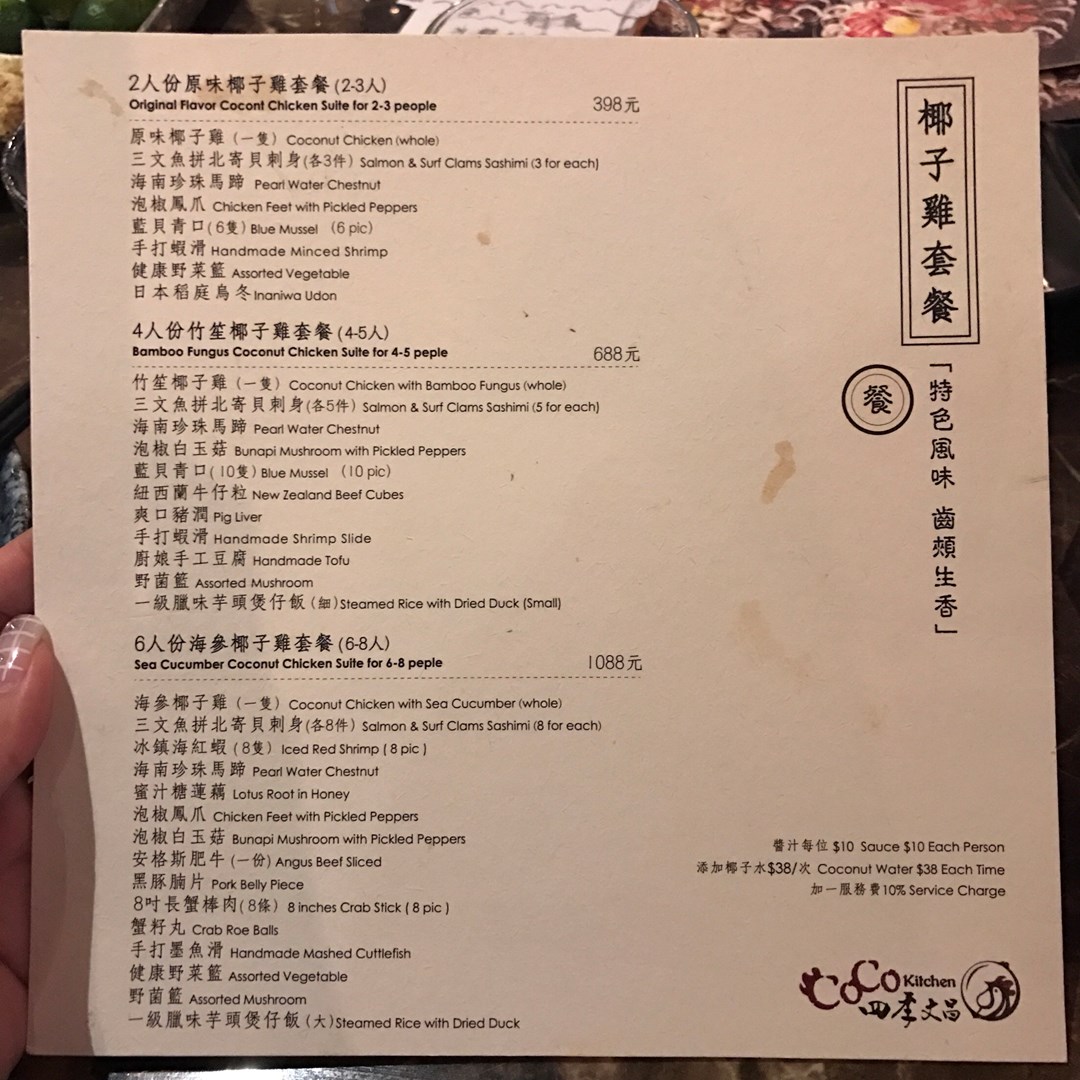 2人份原味椰子雞套餐 (2-3人)
Original Flavor Cocont Chicken Suite for 2-3 people 398元
原味椰子雞 (一隻) Coconut Chicken (whole)
三文魚拼北寄貝刺身(各3件) Salmon & Surf Clams Sashimi (3 for each)
海南珍珠馬蹄 Pearl Water Chestnut
泡椒鳳爪 Chicken Feet with Pickled Peppers
藍貝青口(6隻) Blue Mussel (6 pic)
手打蝦滑 Handmade Minced Shrimp
健康野菜籃 Assorted Vegetable
日本稻庭烏冬 Inaniwa Udon
4人份竹笙椰子雞套餐 (4-5人)
Bamboo Fungus Coconut Chicken Suite for 4-5 peple 688元
竹笙椰子雞 (一隻) Coconut Chicken with Bamboo Fungus (whole)
三文魚拼北寄貝刺身(各5件) Salmon & Surf Clams Sashimi (5 for each)
海南珍珠馬蹄 Pearl Water Chestnut
泡椒白玉菇 Bunapi Mushroom with Pickled Peppers
藍貝青口(10隻) Blue Mussel (10 pic)
紐西蘭牛仔粒 New Zealand Beef Cubes
爽口豬潤 Pig Liver
手打蝦滑 Handmade Shrimp Slide
廚娘手工豆腐 Handmade Tofu
野菌籃 Assorted Mushroom
一級臘味芋頭煲仔飯 (細) Steamed Rice with Dried Duck (Small)
6人份海參椰子雞套餐 (6-8人)
Sea Cucumber Coconut Chicken Suite for 6-8 peple 1088元
海參椰子雞 (一隻) Coconut Chicken with Sea Cucumber (whole)
三文魚拼北寄貝刺身(各8件) Salmon & Surf Clams Sashimi (8 for each)
冰鎮海紅蝦 (8隻) Iced Red Shrimp ( 8 pic )
海南珍珠馬蹄 Pearl Water Chestnut
蜜汁糖蓮藕 Lotus Root in Honey
泡椒鳳爪 Chicken Feet with Pickled Peppers
泡椒白玉菇 Bunapi Mushroom with Pickled Peppers
安格斯肥牛 (一份) Angus Beef Sliced
黑豚腩片 Pork Belly Piece
8吋長蟹棒肉(8條) 8 inches Crab Stick ( 8 pic )
蟹籽丸 Crab Roe Balls
手打墨魚滑 Handmade Mashed Cuttlefish
健康野菜籃 Assorted Vegetable
野菌籃 Assorted Mushroom
一級臘味芋頭煲仔飯 (大) Steamed Rice with Dried Duck
椰子雞套餐
餐
「特色風味 齒頰生香」
醬汁每位 $10 Sauce $10 Each Person
添加椰子水$38/次 Coconut Water $38 Each Time
加一服務費10% Service Charge
CoCo Kitchen
四季文昌